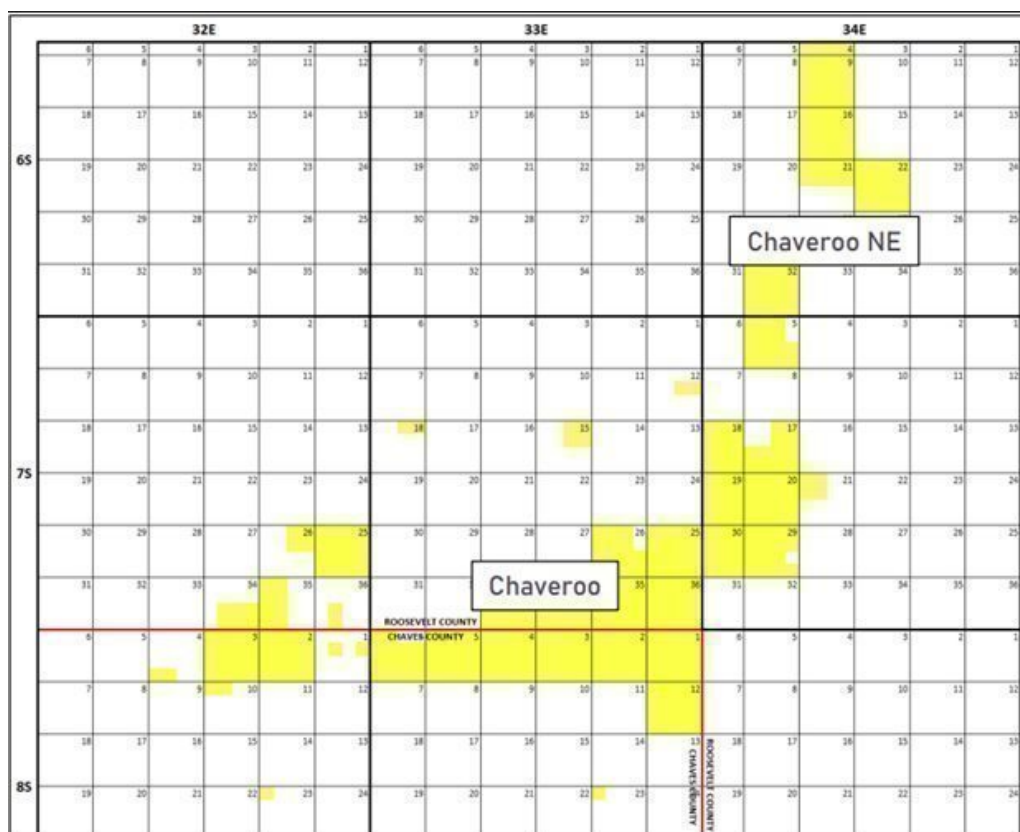 32E 33E 34E
6 5 4 3 2 1 6 5 4 3 2 1 6 5 4 3 2 1
7 8 9 10 11 12 7 8 9 10 11 12 7 8 9 10 11 12
18 17 16 15 14 13 18 17 16 15 14 13 18 17 16 15 14 13
6S
19 20 21 22 23 24 19 20 21 22 23 24 19 20 21 22 23 24
30 29 28 27 26 25 30 29 28 27 26 25 26 25
Chaveroo NE
31 32 33 34 35 36 31 32 33 34 35 36 31 32 33 34 35 36
6 5 4 3 2 1 6 5 4 3 2 1 6 5 4 3 2 1
7 8 9 10 11 12 7 8 9 10 11 12 7 8 9 10 11 12
18 17 16 15 14 13 18 17 16 15 14 13 18 17 16 15 14 13
7S
19 20 21 22 23 24 19 20 21 22 23 24 19 20 21 22 23 24
30 29 28 27 26 25 30 29 28 27 26 25 30 29 28 27 26 25
31 32 33 34 35 36 31 35 36 31 32 33 34 35 36
Chaveroo
ROOSEVELT COUNTY
CHAVES COUNTY
6 5 4 3 2 1 5 4 3 2 1 6 5 4 3 2 1
7 8 9 10 11 12 7 8 9 10 11 12 7 8 9 10 11 12
18 17 16 15 14 13 18 17 16 15 14 13 18 17 16 15 14 13
CHAVES COUNTY
ROOSEVELT COUNTY
8S
19 20 21 22 23 24 19 20 21 22 23 19 20 21 22 23 24